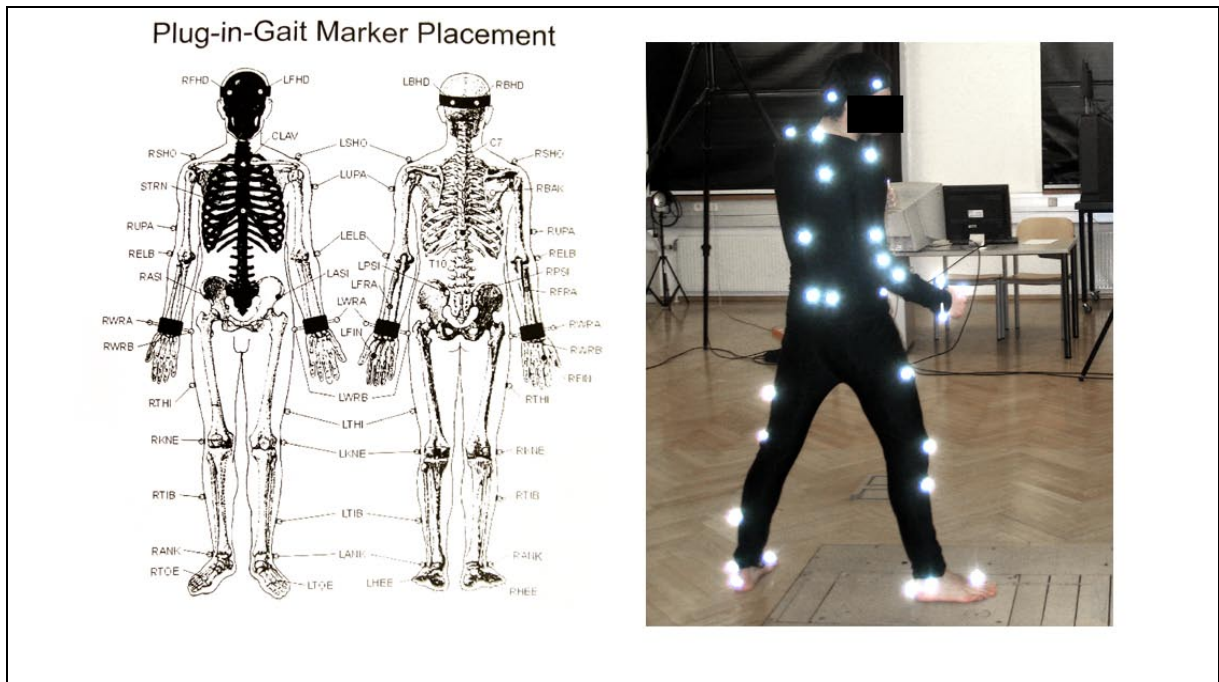 Plug-in-Gait Marker Placement
RFHD LFHD LBHD RBHD
CLAV C7
RSHO LSHO RSHO
STRN LUPA RBAK
RUPA RUPA
RELB LELB RELB
RASI LASI LPSI T10 RPSI
LFRA RFRA
RWRA LWRA RWRA
RWRB LFIN RWRB
RFIN
RTHI LWRB RTHI
LTHI
RKNE LKNE RKNE
RTIB RTIB
LTIB
RANK LANK RANK
RTOE LTOE LHEE RHEE